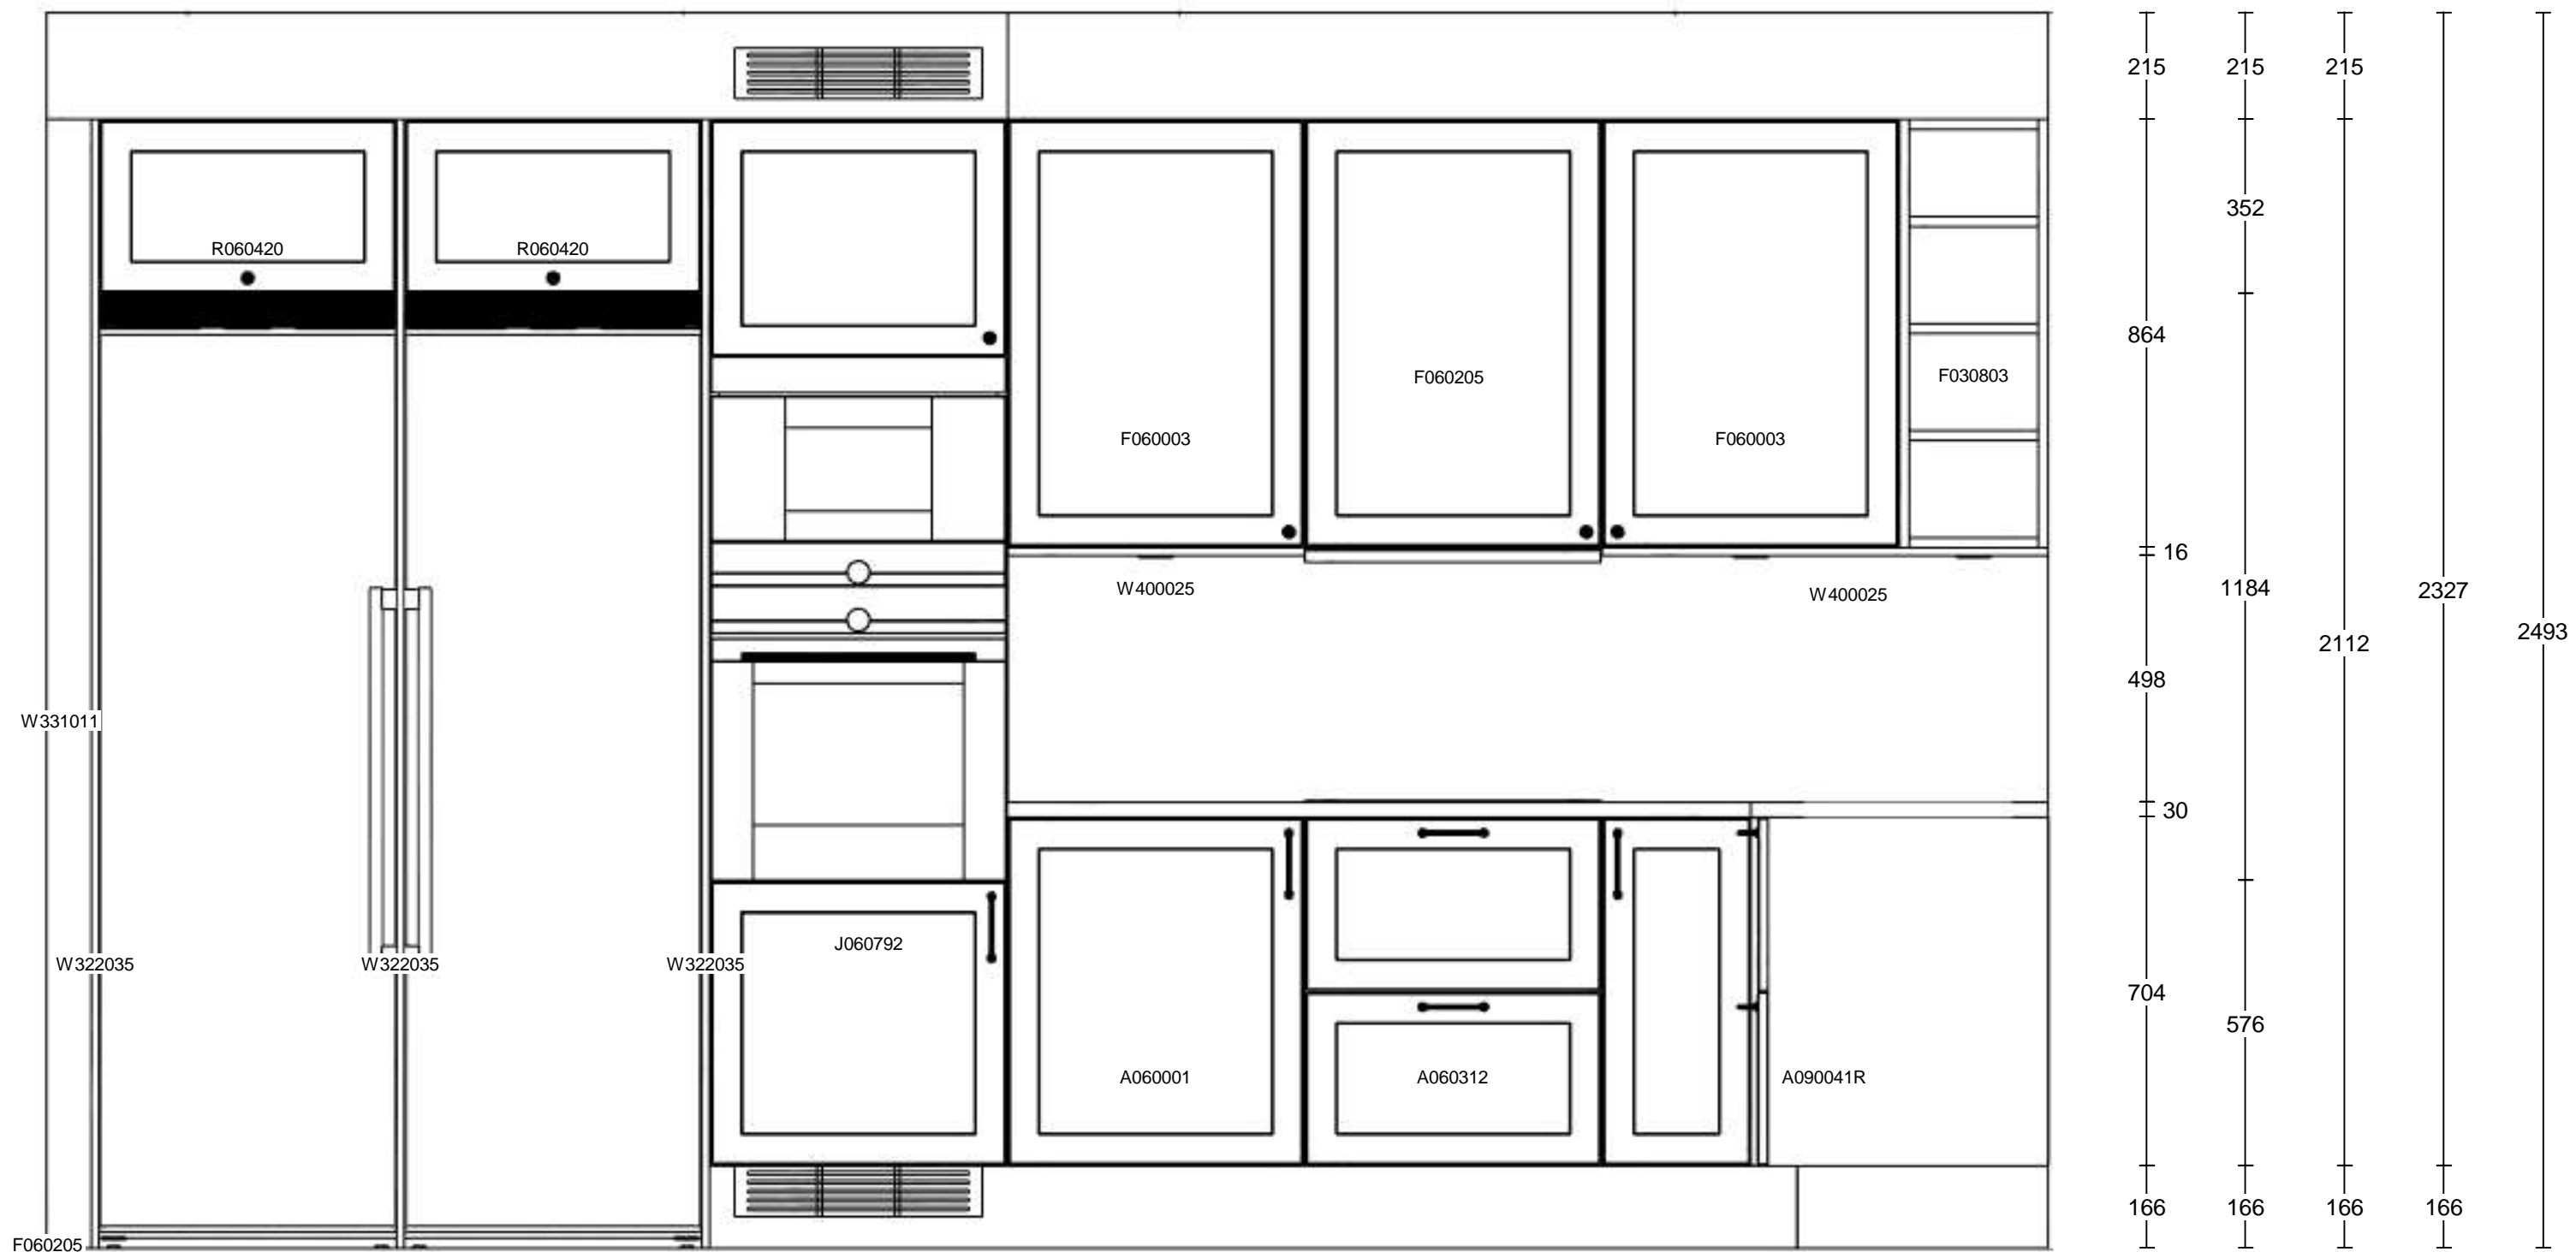 215 215 215
R060420 R060420 352
864
F060003 F060205 F060003 F030803
16
W400025 W400025 1184 2327
2493
2112
498
W331011
30
J060792
W322035 W322035 W322035
704
576
A060001 A060312 A090041R
166 166 166 166
F060205